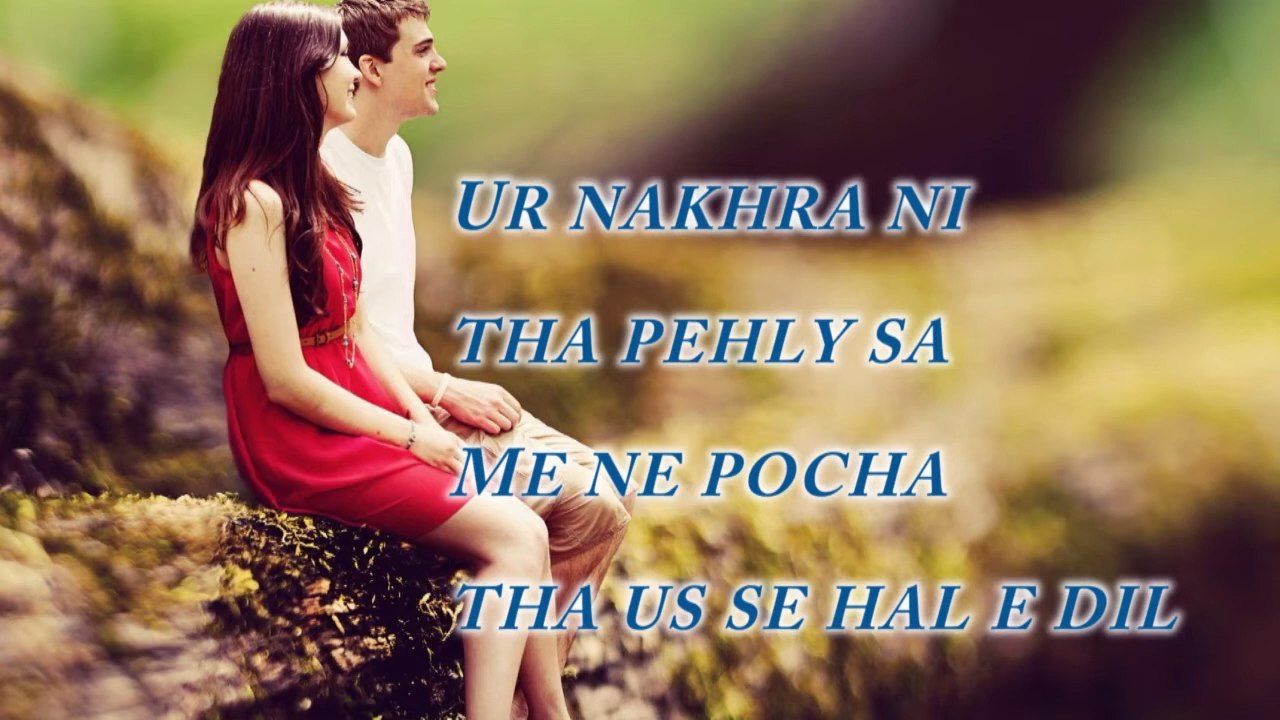 Ur nakhra ni
tha pehly sa
Me ne pocha
tha us se hal e dil